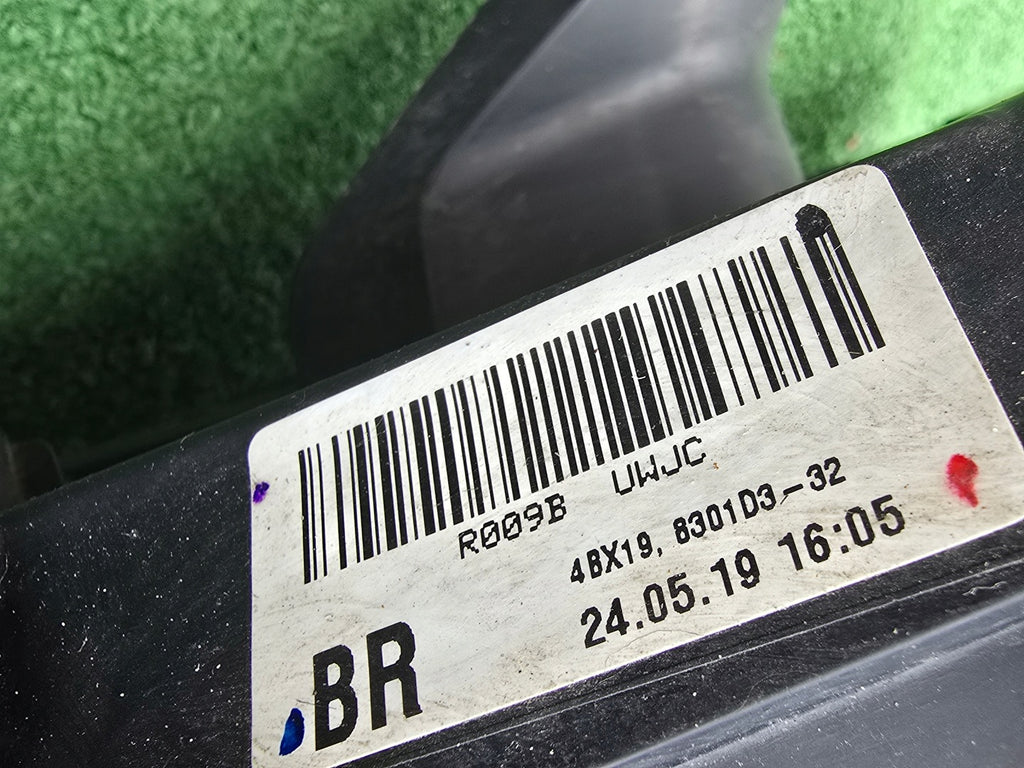 R009B UWJC
4BX19, 8301D3,-32
24.05.19 16:05
BR